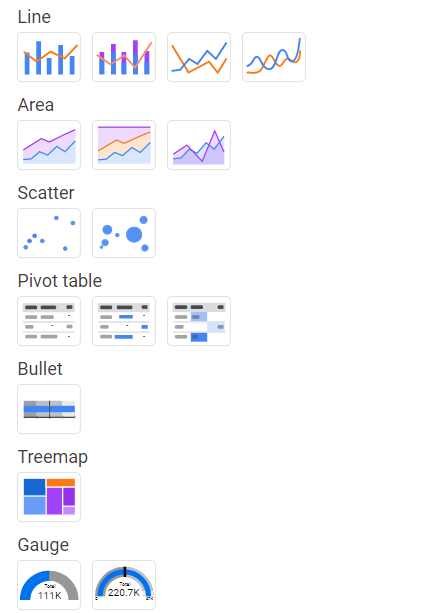 Line
Area
Scatter
Pivot table
Bullet
Treemap
Gauge
Total
111K
Total
220.7K